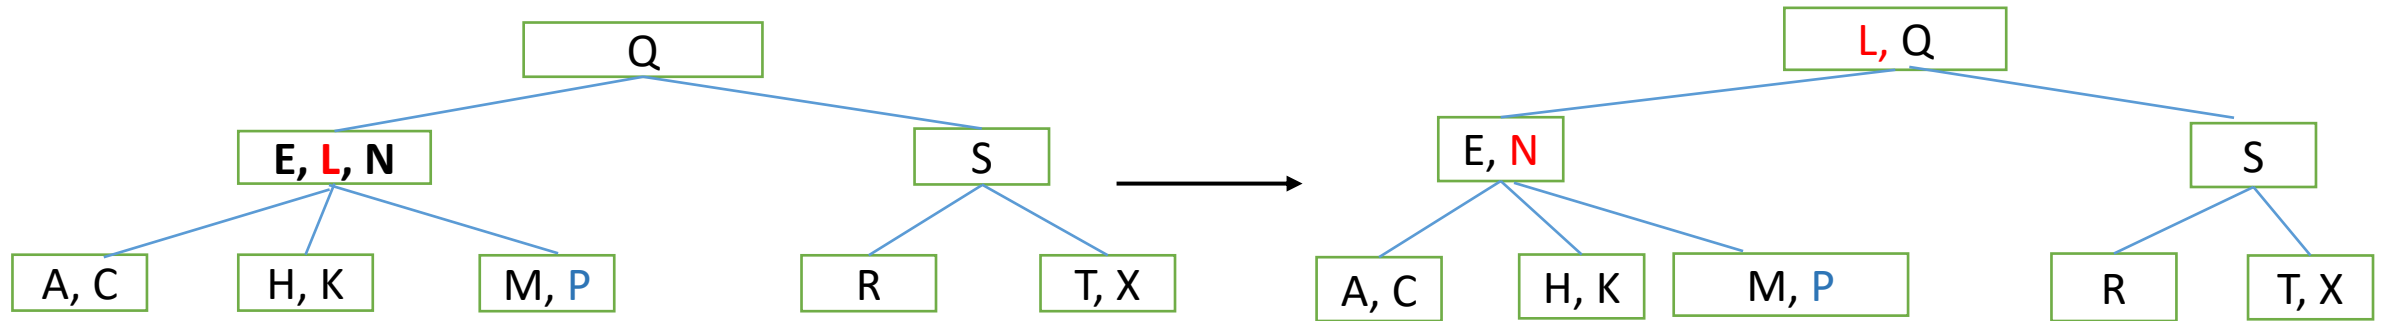 Q
E, L, N
S
A, C
H, K
M, P
R
T, X
L, Q
E, N
S
A, C
H, K
M, P
R
T, X